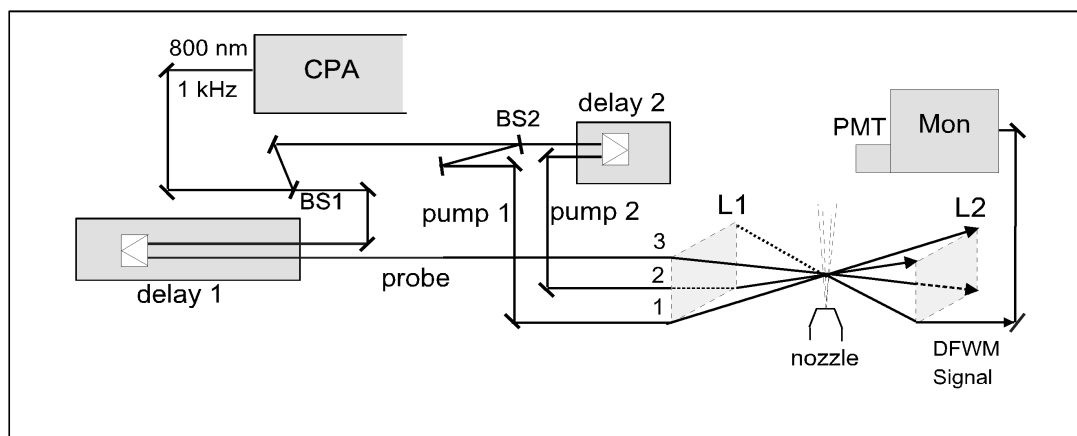 800 nm
1 kHz
CPA
BS1
BS2
delay 2
PMT
Mon
pump 1
pump 2
L1
L2
delay 1
probe
3
2
1
nozzle
DFWM
Signal